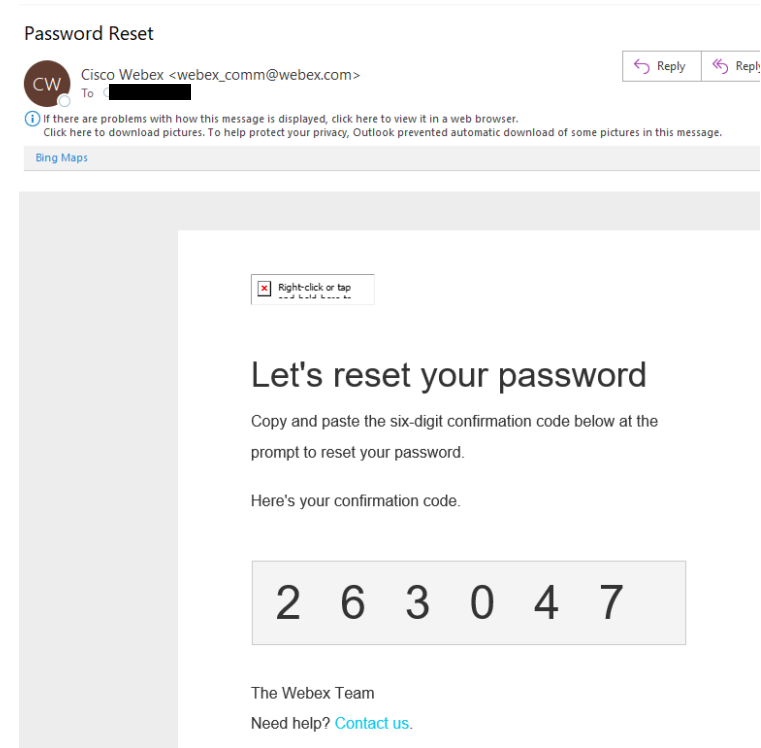 Password Reset
Reply
Reply
CW
Cisco Webex <webex_comm@webex.com>
To
If there are problems with how this message is displayed, click here to view it in a web browser.
Click here to download pictures. To help protect your privacy, Outlook prevented automatic download of some pictures in this message.
Bing Maps
Right-click or tap
and hold here to
Let's reset your password
Copy and paste the six-digit confirmation code below at the
prompt to reset your password.
Here's your confirmation code.
2 6 3 0 4 7
The Webex Team
Need help? Contact us.